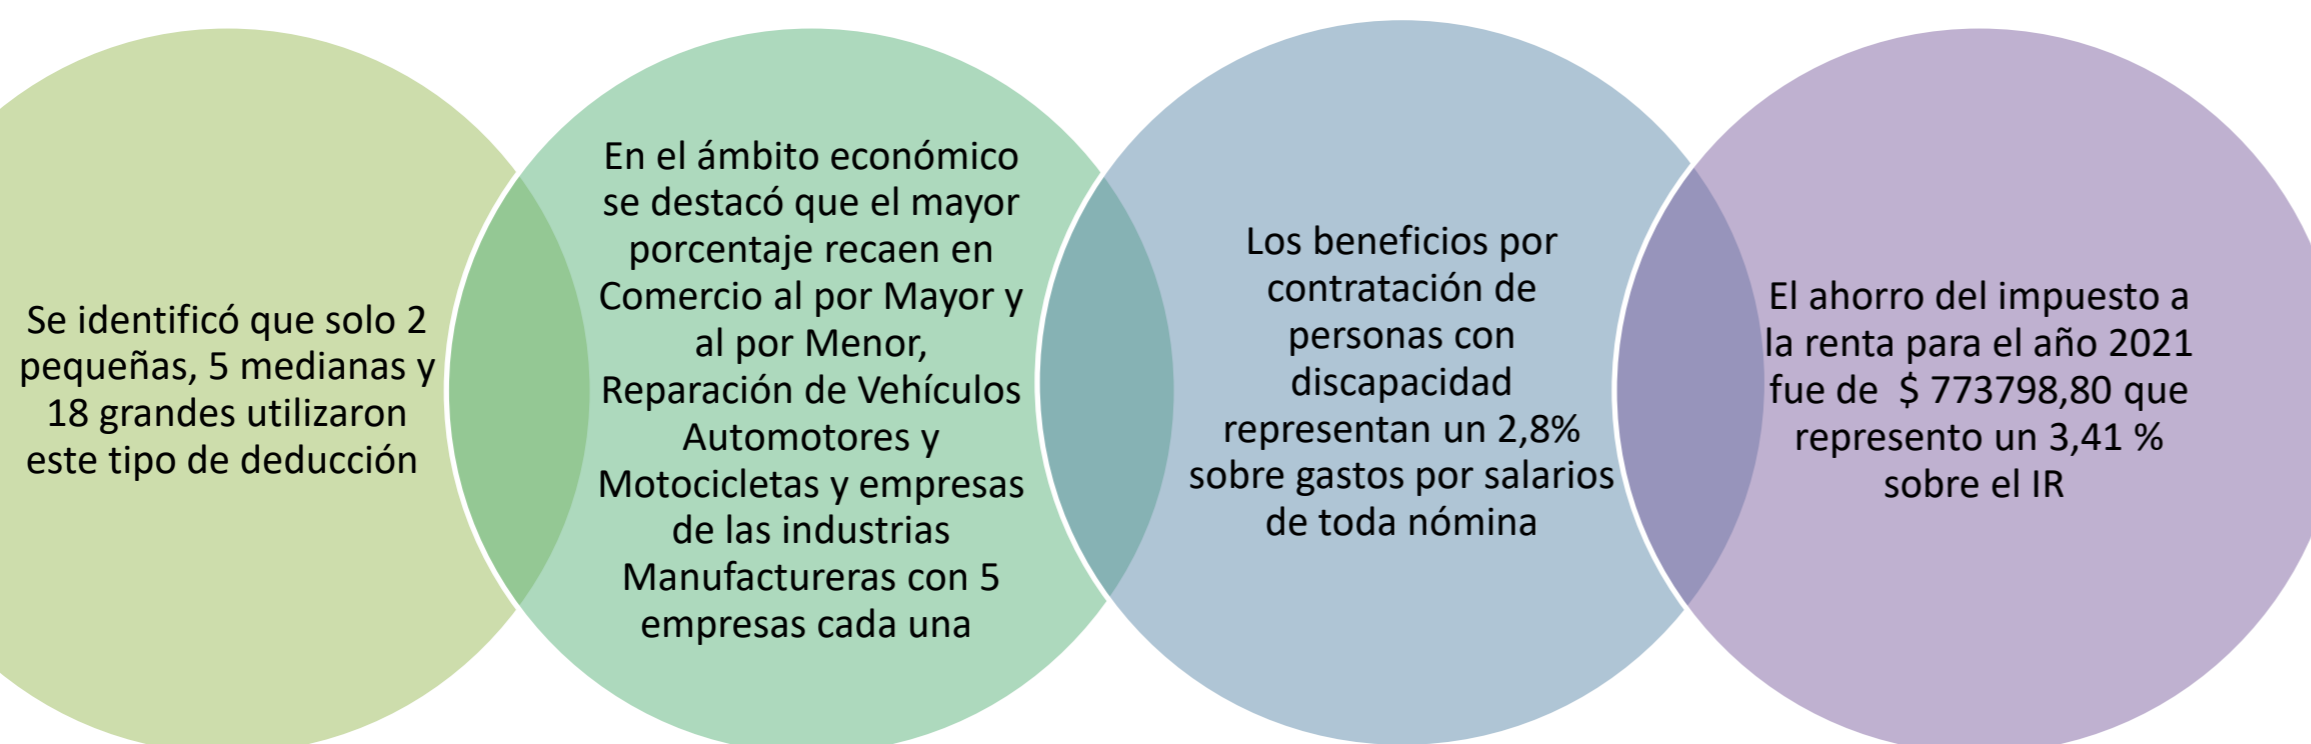 Se identificó que solo 2
pequeñas, 5 medianas y
18 grandes utilizaron
este tipo de deducción
En el ámbito económico
se destacó que el mayor
porcentaje recaen en
Comercio al por Mayor y
al por Menor,
Reparación de Vehículos
Automotores y
Motocicletas y empresas
de las industrias
Manufactureras con 5
empresas cada una
Los beneficios por
contratación de
personas con
discapacidad
representan un 2,8%
sobre gastos por salarios
de toda nómina
El ahorro del impuesto a
la renta para el año 2021
fue de  $ 773798,80 que
represento un 3,41 %
sobre el IR